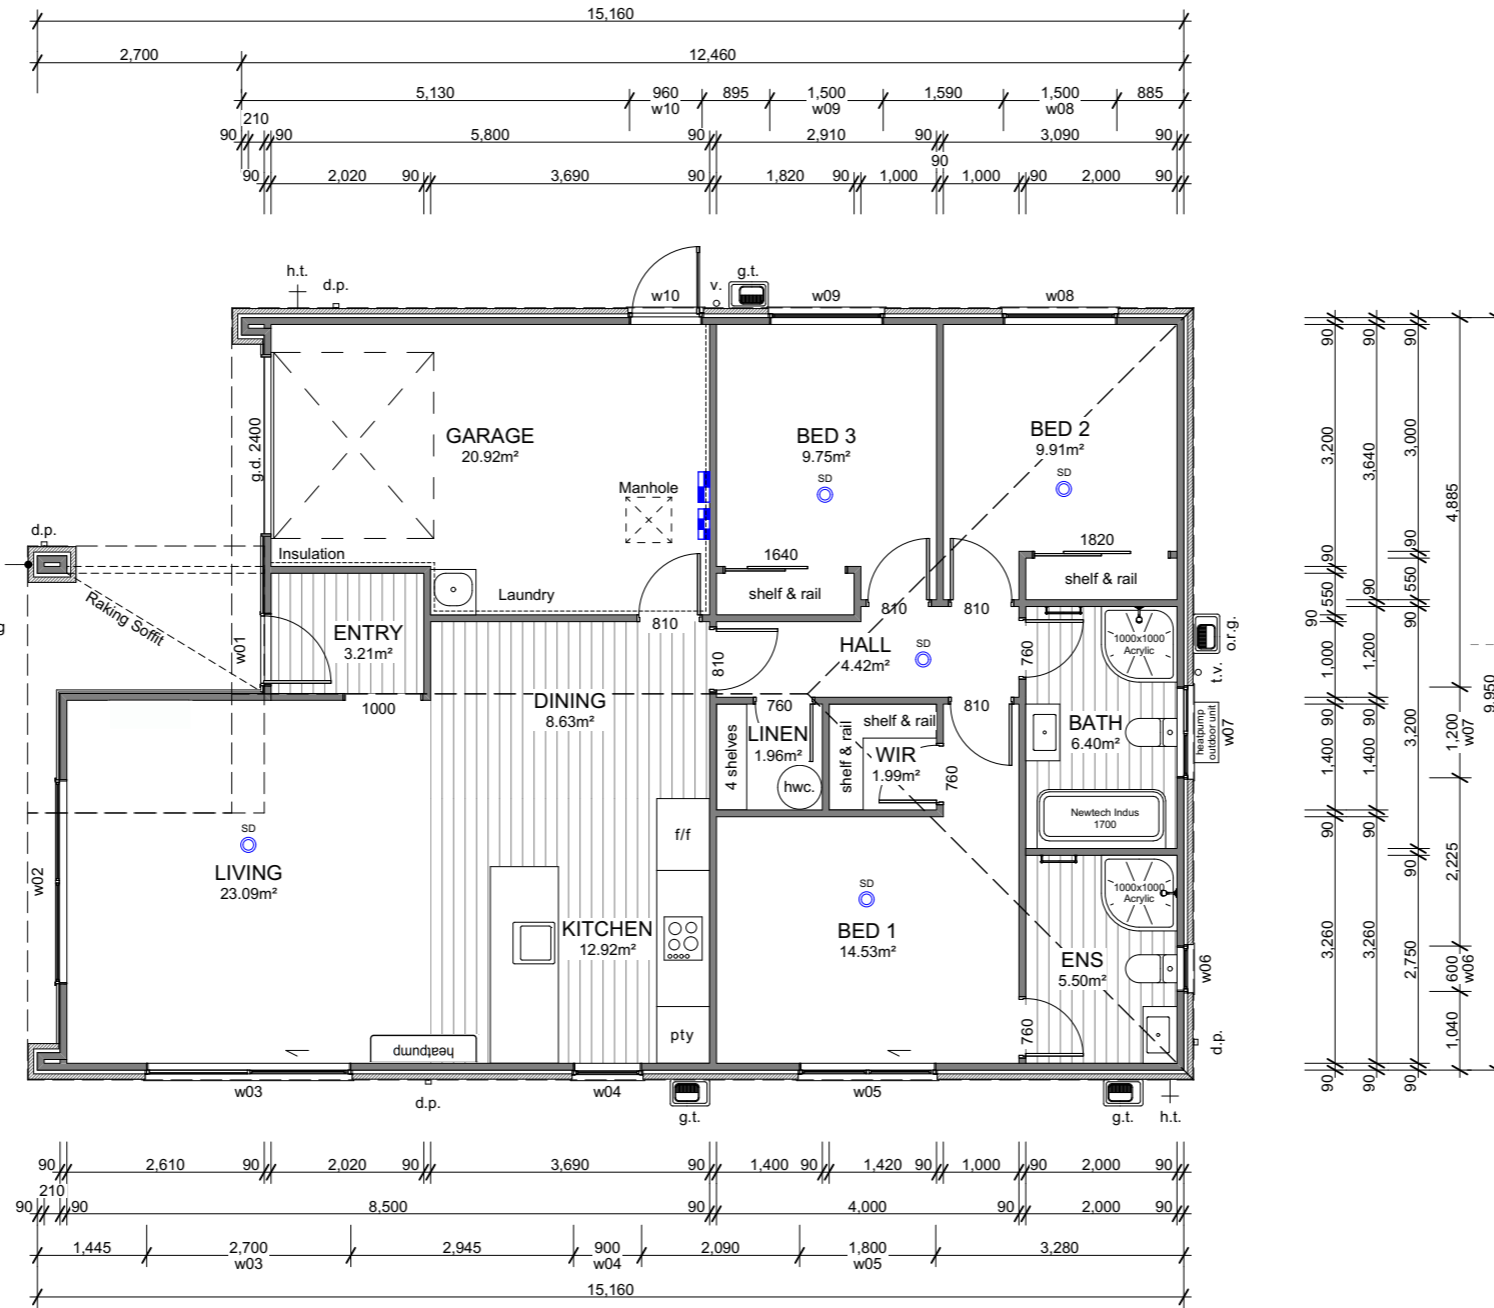 15,160
2,700 12,460
5,130 960 895 1,500 1,590 1,500 885
w10 w09 w08
210
90 90 5,800 90 2,910 90 3,090 90
90
90 2,020 90 3,690 90 1,820 90 1,000 1,000 90 2,000 90
h.t. d.p. v. g.t.
w10 w09 w08
g.d. 2400
GARAGE
20.92m²
BED 3
9.75m²
SD
BED 2
9.91m²
SD
Manhole
d.p.
Insulation
1640
shelf & rail
1820
shelf & rail
Laundry
Raking Soffit
g
w01
ENTRY
3.21m²
810
810
810
810
HALL
4.42m²
SD
760
1000x1000
Acrylic
o.r.g.
t.v.
1000
DINING
8.63m²
760
810
4 shelves
LINEN
1.96m²
hwc.
shelf & rail
shelf & rail
WIR
1.99m²
760
BATH
6.40m²
heatpump
outdoor unit
w07
Newtech Indus
1700
w02
SD
LIVING
23.09m²
f/f
KITCHEN
12.92m²
pty
SD
BED 1
14.53m²
1000x1000
Acrylic
ENS
5.50m²
w06
760
heatpump
d.p.
w03 w04 w05
d.p. g.t. g.t. h.t.
90 3,200 90 550 90 1,000 90 1,400 90 3,260 90
90 3,640 90 1,200 90 1,400 3,260 90
90 3,000 90 550 90 3,200 90 2,750 90
4,885 1,200 w07 2,225 600 w06 1,040
9,950
90 2,610 90 2,020 90 3,690 90 1,400 90 1,420 90 1,000 90 2,000 90
210
90 90 8,500 90 4,000 90 2,000 90
1,445 2,700 2,945 900 2,090 1,800 3,280
w03 w04 w05
15,160